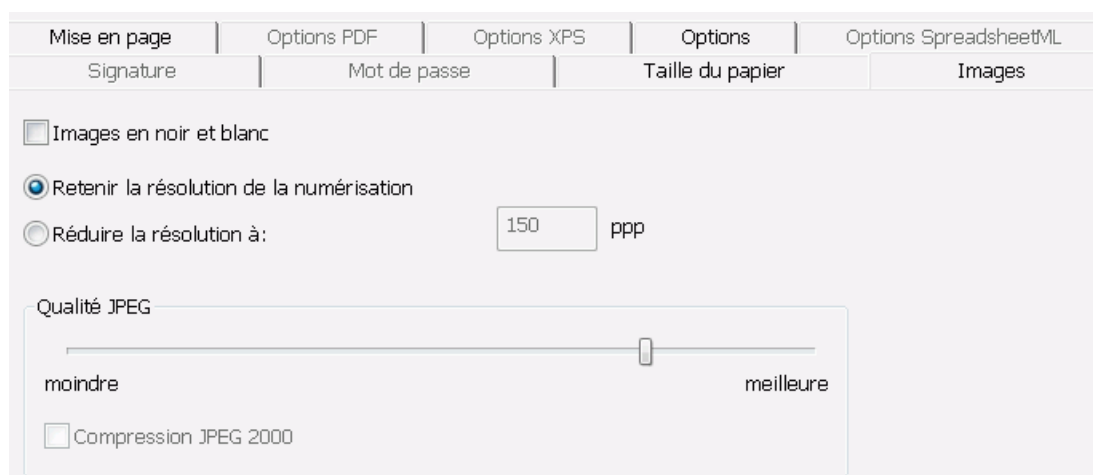 Mise en page Options PDF Options XPS Options Options SpreadsheetML
Signature Mot de passe Taille du papier Images
Images en noir et blanc
Retenir la résolution de la numérisation
Réduire la résolution à: 150 ppp
Qualité JPEG
moindre meilleure
Compression JPEG 2000